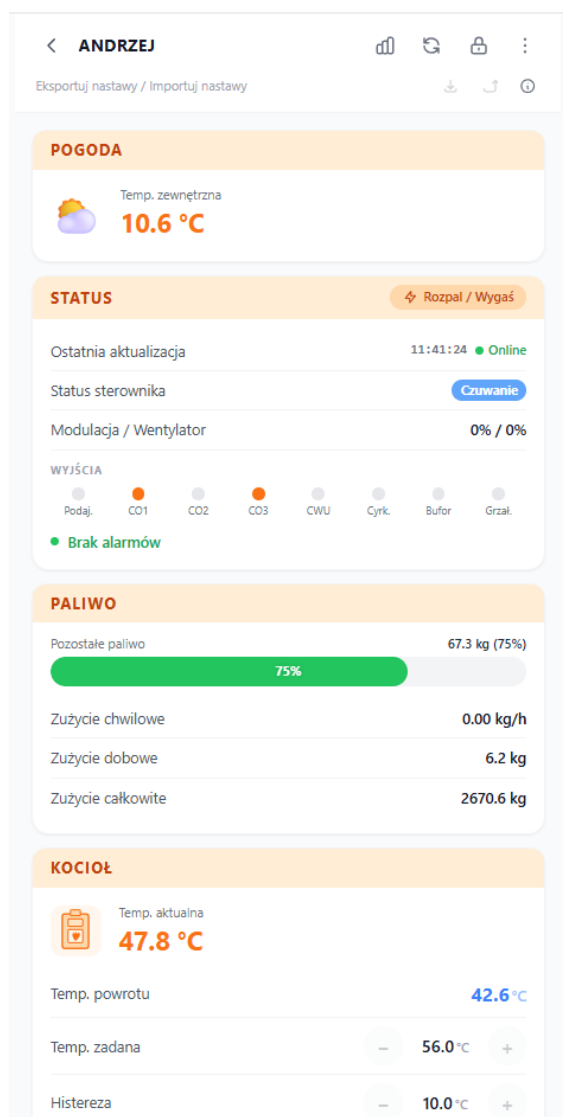 ANDRZEJ
Eksportuj nastawy / Importuj nastawy
POGODA
Temp. zewnętrzna
10.6 °C
STATUS
Rozpal / Wygaś
Ostatnia aktualizacja
11:41:24 Online
Status sterownika
Czuwanie
Modulacja / Wentylator
0% / 0%
WYJŚCIA
Podaj. CO1 CO2 CO3 CWU Cyrk. Bufor Grzał.
Brak alarmów
PALIWO
Pozostałe paliwo
67.3 kg (75%)
75%
Zużycie chwilowe
0.00 kg/h
Zużycie dobowe
6.2 kg
Zużycie całkowite
2670.6 kg
KOCIOŁ
Temp. aktualna
47.8 °C
Temp. powrotu
42.6 °C
Temp. zadana
− 56.0 °C +
Histereza
− 10.0 °C +